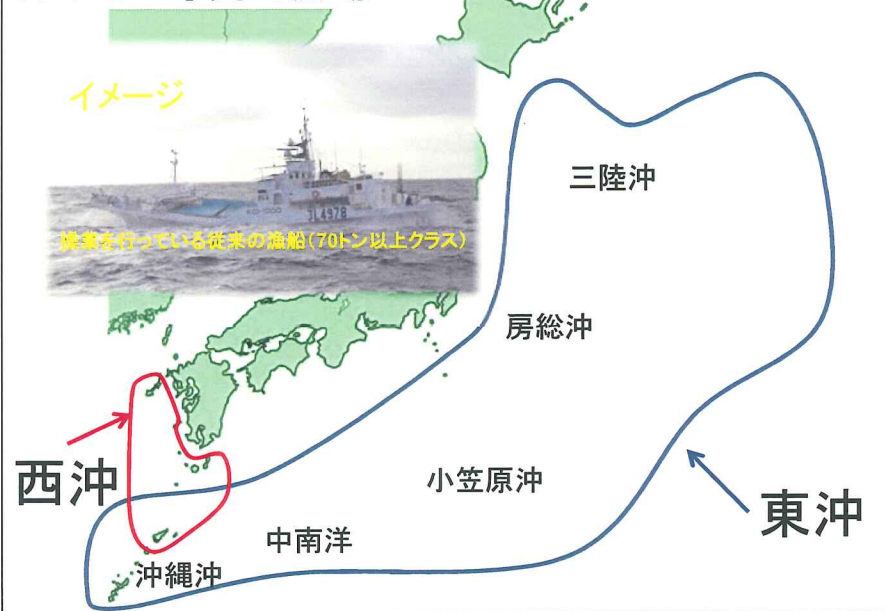 イメージ
JL4978
操業を行っている従来の漁船(70トン以上クラス)
三陸沖
房総沖
西沖
小笠原沖
東沖
中南洋
沖縄沖